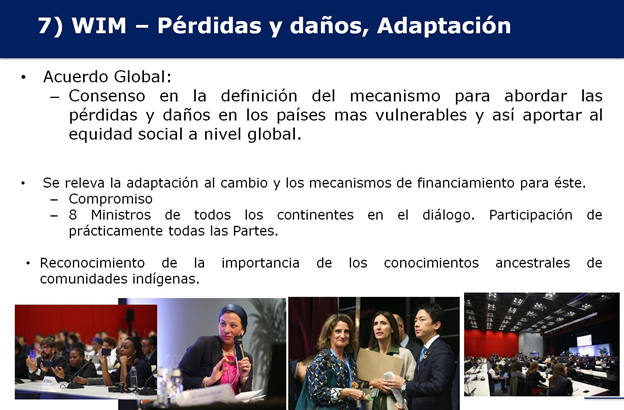 7) WIM – Pérdidas y daños, Adaptación
• Acuerdo Global:
– Consenso en la definición del mecanismo para abordar las
pérdidas y daños en los países mas vulnerables y así aportar al
equidad social a nivel global.
• Se releva la adaptación al cambio y los mecanismos de financiamiento para éste.
– Compromiso
– 8 Ministros de todos los continentes en el diálogo. Participación de
prácticamente todas las Partes.
• Reconocimiento de la importancia de los conocimientos ancestrales de
comunidades indígenas.